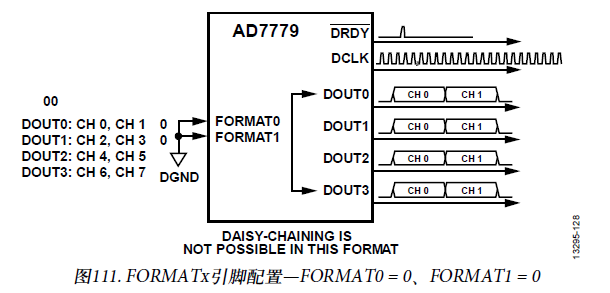 AD7779
DRDY
DCLK
00
DOUT0: CH 0, CH 1 0
DOUT1: CH 2, CH 3 0
DOUT2: CH 4, CH 5
DOUT3: CH 6, CH 7
DGND
FORMAT0
FORMAT1
DOUT0
CH 0 CH 1
DOUT1
CH 0 CH 1
DOUT2
CH 0 CH 1
DOUT3
CH 0 CH 1
DAISY-CHAINING IS
NOT POSSIBLE IN THIS FORMAT
13295-128
图111. FORMATx引脚配置—FORMAT0 = 0、FORMAT1 = 0